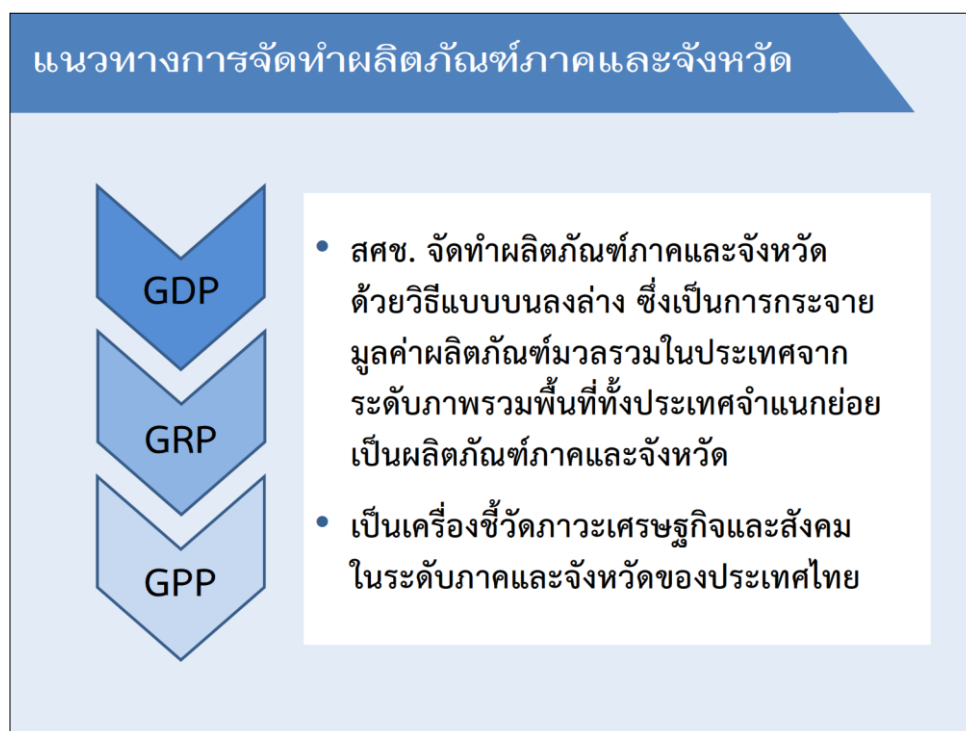 แนวทางการจัดทำผลิตภัณฑ์ภาคและจังหวัด
GDP
GRP
GPP
• สศช. จัดทำผลิตภัณฑ์ภาคและจังหวัด
ด้วยวิธีแบบบนลงล่าง ซึ่งเป็นการกระจาย
มูลค่าผลิตภัณฑ์มวลรวมในประเทศจาก
ระดับภาพรวมพื้นที่ทั้งประเทศจำแนกย่อย
เป็นผลิตภัณฑ์ภาคและจังหวัด
• เป็นเครื่องชี้วัดภาวะเศรษฐกิจและสังคม
ในระดับภาคและจังหวัดของประเทศไทย